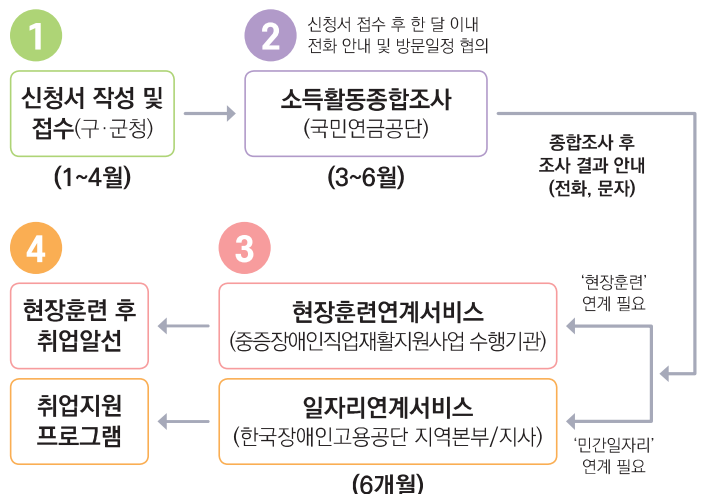 1
신청서 작성 및
접수(구·군청)
(1~4월)
2
신청서 접수 후 한 달 이내
전화 안내 및 방문일정 협의
소득활동종합조사
(국민연금공단)
(3~6월)
종합조사 후
조사 결과 안내
(전화, 문자)
3
'현장훈련'
연계 필요
현장훈련연계서비스
(중증장애인직업재활지원사업 수행기관)
일자리연계서비스
(한국장애인고용공단 지역본부/지사)
'민간일자리'
연계 필요
(6개월)
4
현장훈련 후
취업알선
취업지원
프로그램